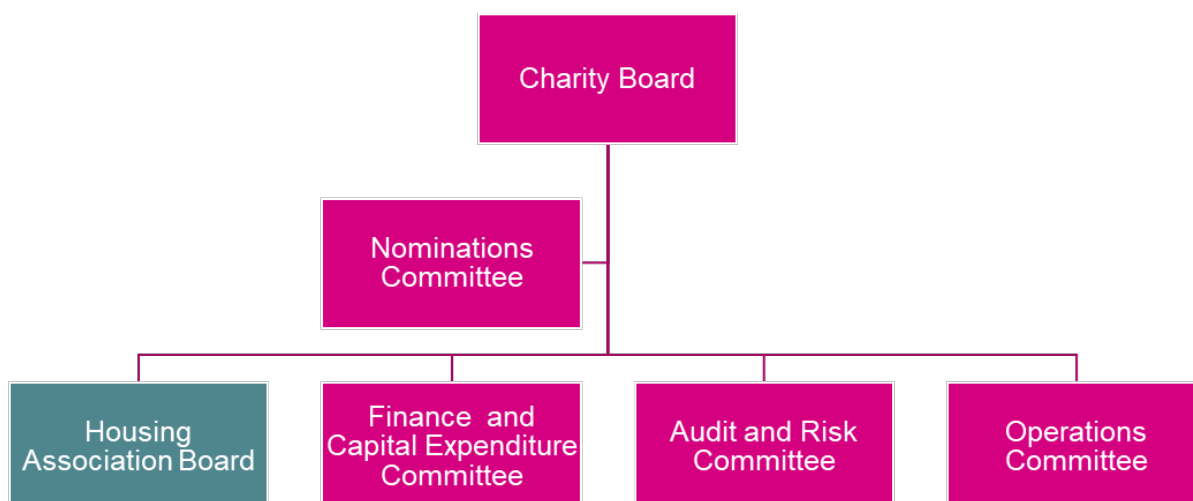 Charity Board
Nominations
Committee
Housing
Association Board
Finance and
Capital Expenditure
Committee
Audit and Risk
Committee
Operations
Committee